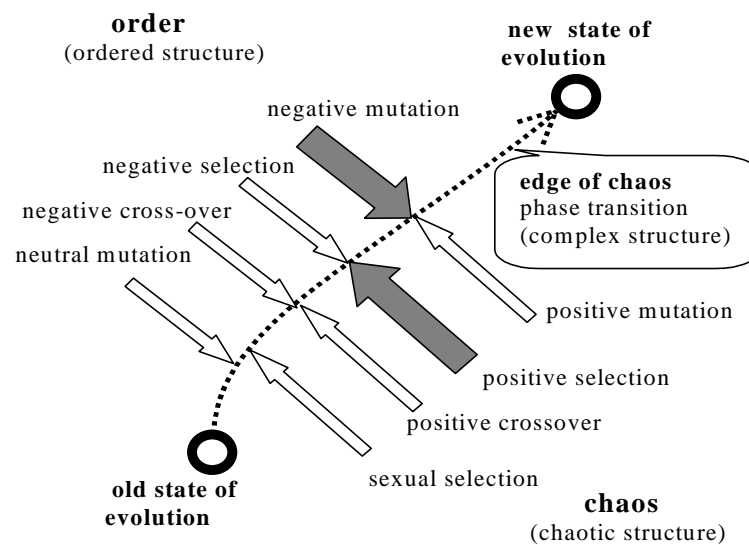 order
(ordered structure)
new state of
evolution
negative mutation
negative selection
negative cross-over
neutral mutation
edge of chaos
phase transition
(complex structure)
positive mutation
positive selection
positive crossover
sexual selection
old state of
evolution
chaos
(chaotic structure)